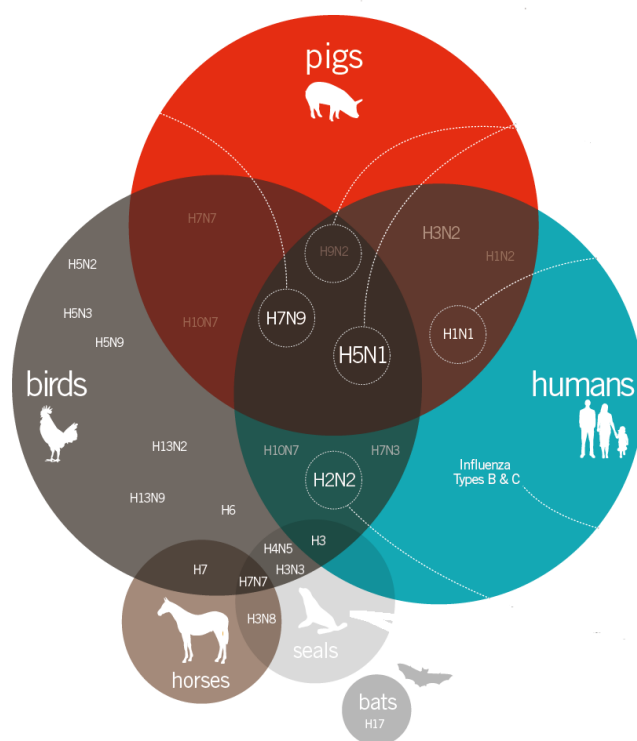 pigs
H7N7
H3N2
H9N2
H1N2
H5N2
H5N3
H10N7
H7N9
H1N1
H5N9
H5N1
birds
humans
H13N2
H10N7
H7N3
H2N2
Influenza
Types B & C
H13N9
H6
H3
H4N5
H7
H3N3
H7N7
H3N8
seals
horses
bats
H17